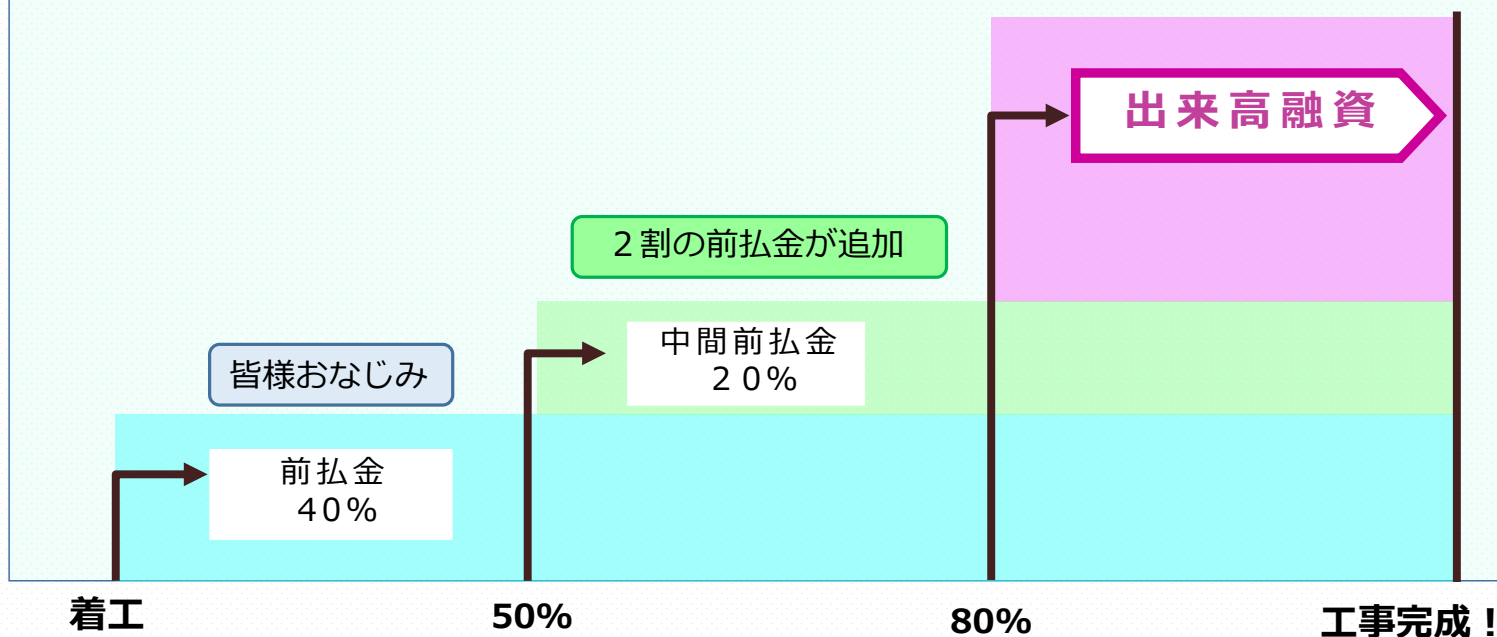 出来高融資
２割の前払金が追加
中間前払金
２０%
皆様おなじみ
前払金
４０%
着工
50%
80%
工事完成！